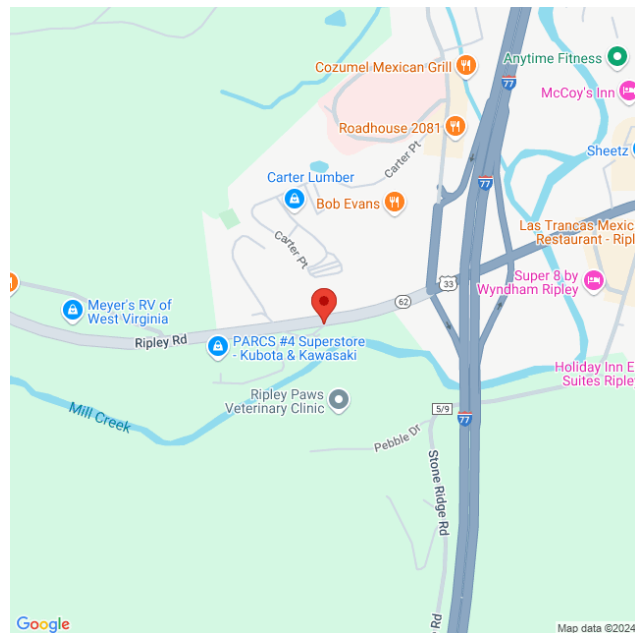 Cozumel Mexican Grill
Anytime Fitness
77
McCoy's Inn
Roadhouse 2081
Sheetz
Carter Pt
Carter Lumber
77
Bob Evans
Las Trancas Mexic
Restaurant - Ripl
Carter Pt
33
Super 8 by
Wyndham Ripley
62
Meyer's RV of
West Virginia
Ripley Rd
PARCS #4 Superstore
- Kubota & Kawasaki
Holiday Inn E
Suites Ripley
Ripley Paws
Veterinary Clinic
Mill Creek
5/9
77
Pebble Dr
Stone Ridge Rd
Rd
Google
Map data ©2024